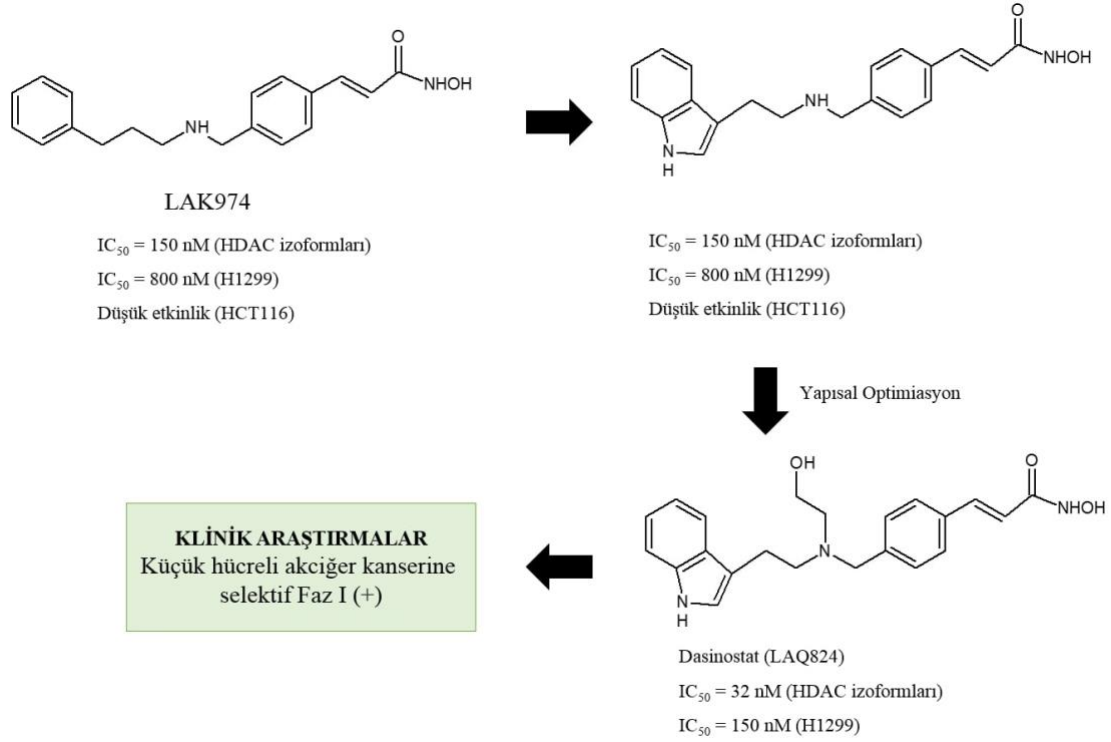 O
NHOH
NH
LAK974
IC50 = 150 nM (HDAC izoformları)
IC50 = 800 nM (H1299)
Düşük etkinlik (HCT116)
O
NHOH
NH
N
H
IC50 = 150 nM (HDAC izoformları)
IC50 = 800 nM (H1299)
Düşük etkinlik (HCT116)
Yapısal Optimiasyon
OH
O
NHOH
N
N
H
Dasinostat (LAQ824)
IC50 = 32 nM (HDAC izoformları)
IC50 = 150 nM (H1299)
KLİNİK ARAŞTIRMALAR
Küçük hücreli akciğer kanserine
selektif Faz I (+)